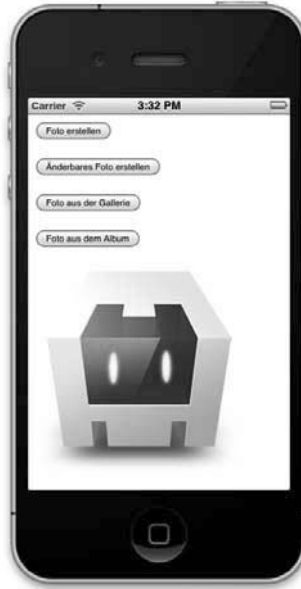 Carrier 3:32 PM
Foto erstellen
Änderbares Foto erstellen
Foto aus der Gallerie
Foto aus dem Album